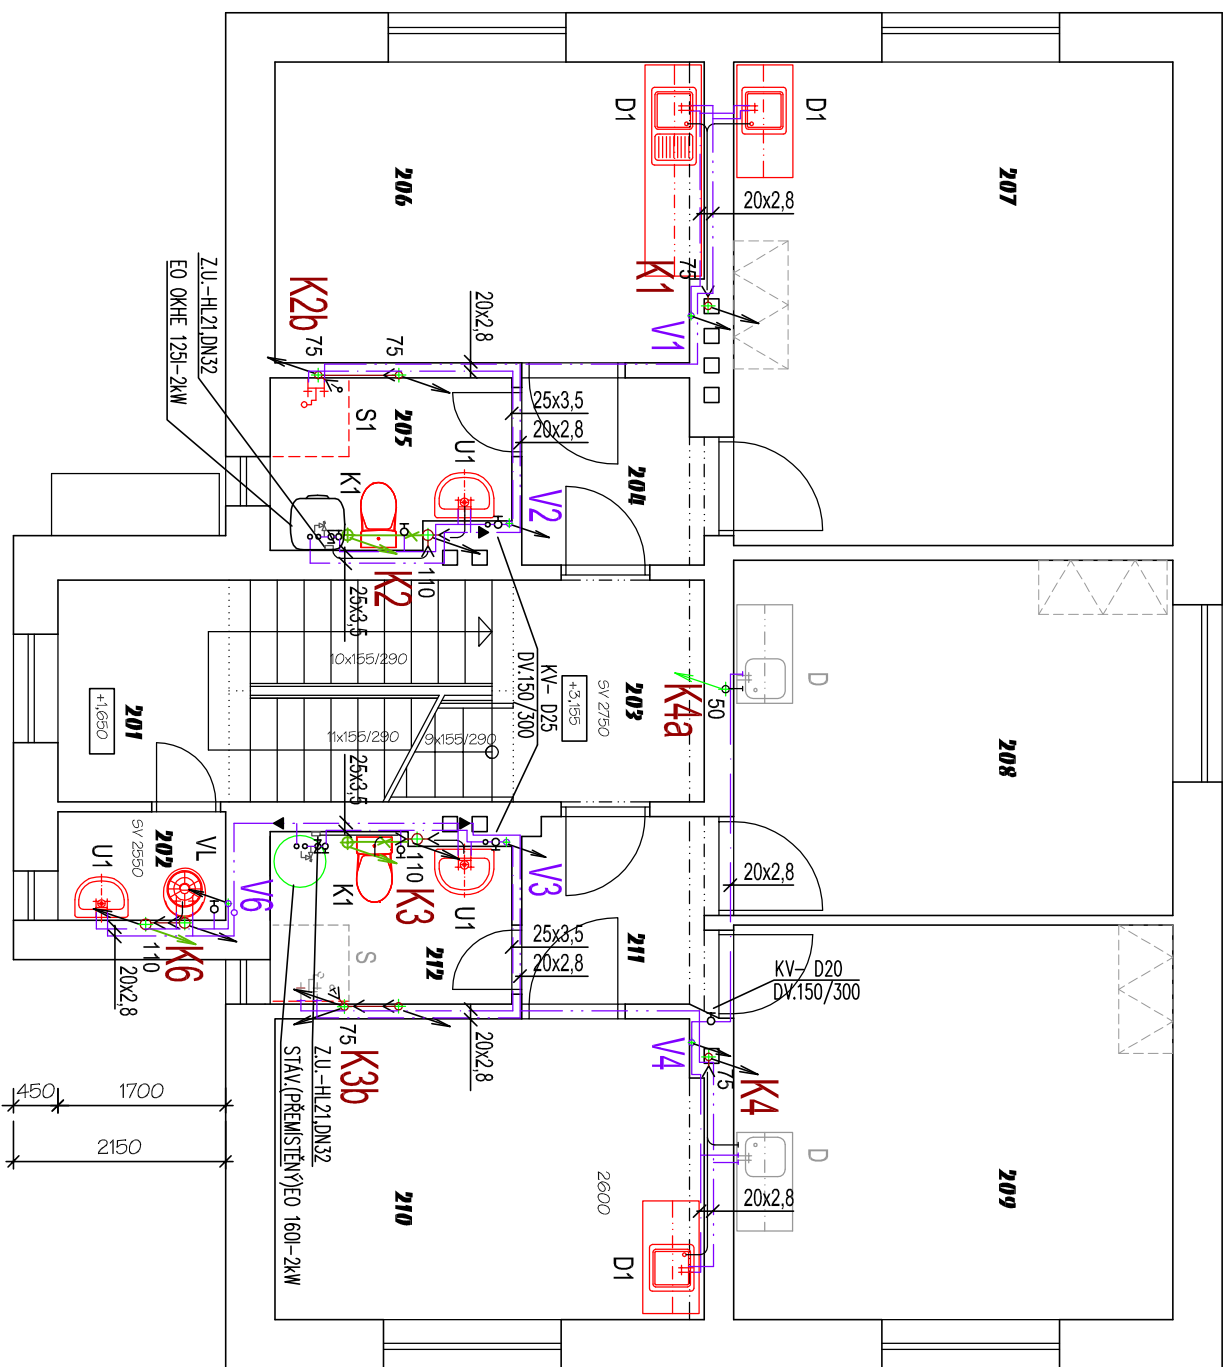 D1
D1
207
206
20x2,8
75
K1
V1
Z.U.-HL21,DN32
EO OKHE 125l-2kW
K2b
75
75
20x2,8
25x3,5
20x2,8
S1
205
U1
K1
204
V2
110
K2
25x3,5
10x155/290
KV- D25
DV.150/300
+3,155
SV 2750
203
K4a
50
D
208
+1,650
201
11x155/290
9x155/290
25x3,5
VL
202
SV 2550
U1
V6
K1
110
K3
U1
V3
20x2,8
110
K6
20x2,8
S
212
25x3,5
20x2,8
211
KV- D20
DV.150/300
75
K3b
20x2,8
V4
75
K4
Z.U.-HL21,DN32
STÁV.(PŘEMÍSTĚNÝ)EO 160l-2kW
450
1700
2150
210
2600
D1
20x2,8
D
209